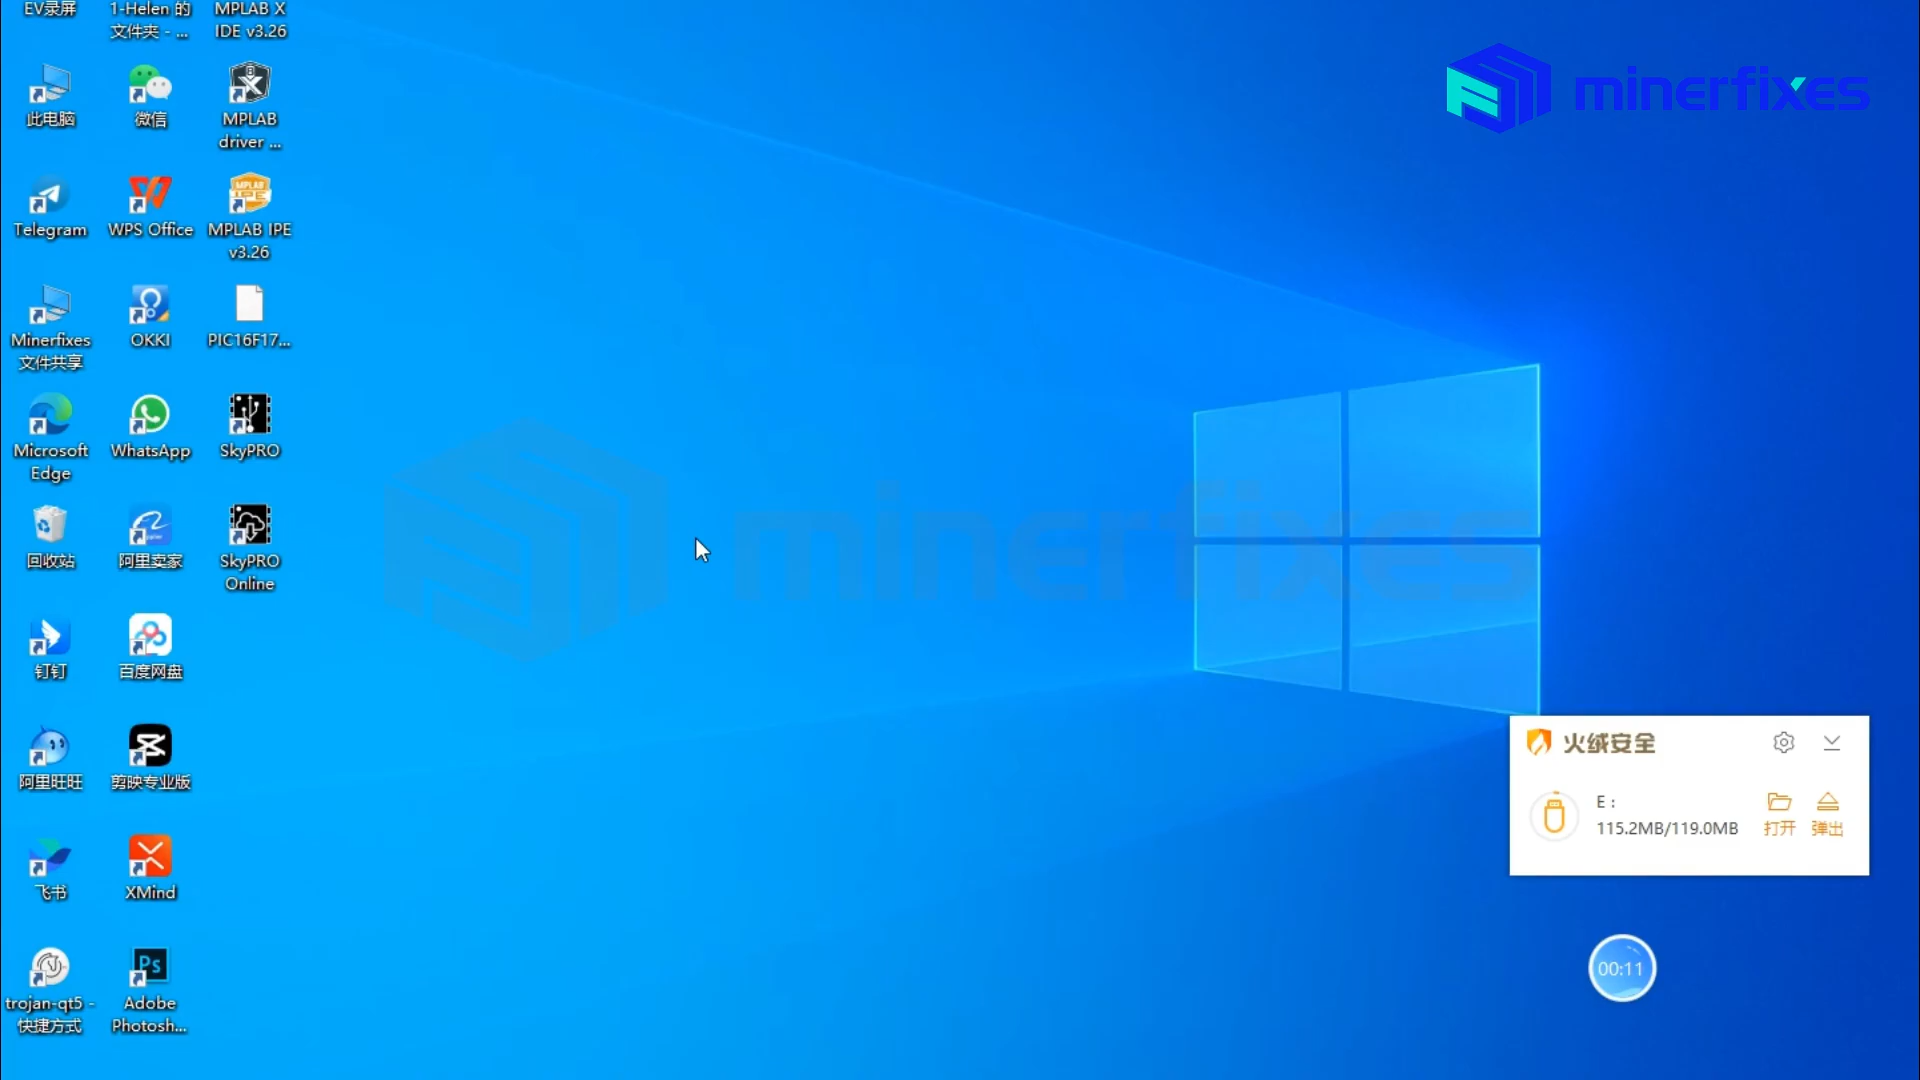 EV录屏
1-Helen 的
文件夹 - ...
MPLAB X
IDE v3.26
minerfixes
此电脑
微信
MPLAB
driver ...
Telegram
WPS Office
MPLAB IPE
v3.26
Minerfixes
文件共享
OKKI
PIC16F17...
Microsoft
Edge
WhatsApp
SkyPRO
minerfixes
回收站
阿里卖家
SkyPRO
Online
钉钉
百度网盘
阿里旺旺
剪映专业版
火绒安全
E :
115.2MB/119.0MB
打开
弹出
飞书
XMind
00:11
trojan-qt5 -
快捷方式
Ps
Adobe
Photosh...